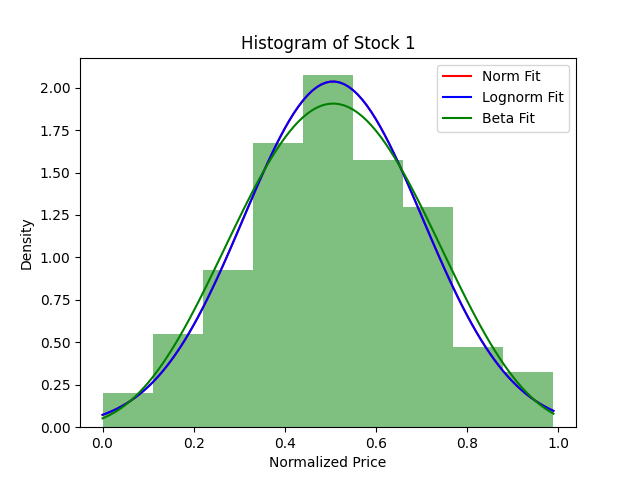 Histogram of Stock 1
Norm Fit
Lognorm Fit
Beta Fit
Density
2.00
1.75
1.50
1.25
1.00
0.75
0.50
0.25
0.00
0.0 0.2 0.4 0.6 0.8 1.0
Normalized Price